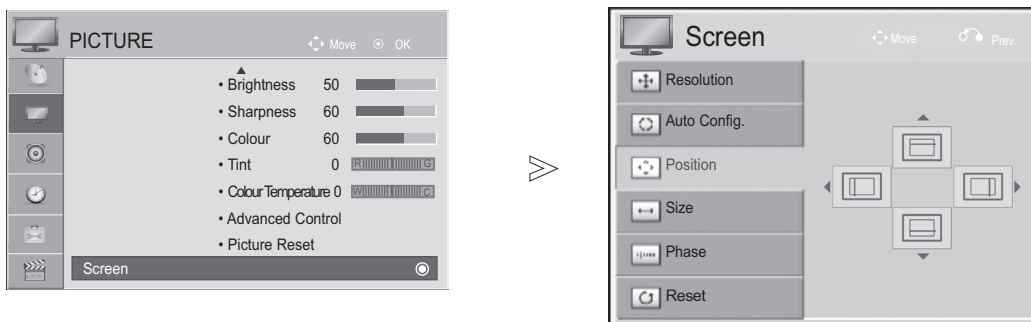 PICTURE
Move OK
• Brightness 50
• Sharpness 60
• Colour 60
• Tint 0 R G
• Colour Temperature 0 W C
• Advanced Control
• Picture Reset
Screen
Screen
Move Prev.
Resolution
Auto Config.
Position
Size
Phase
Reset